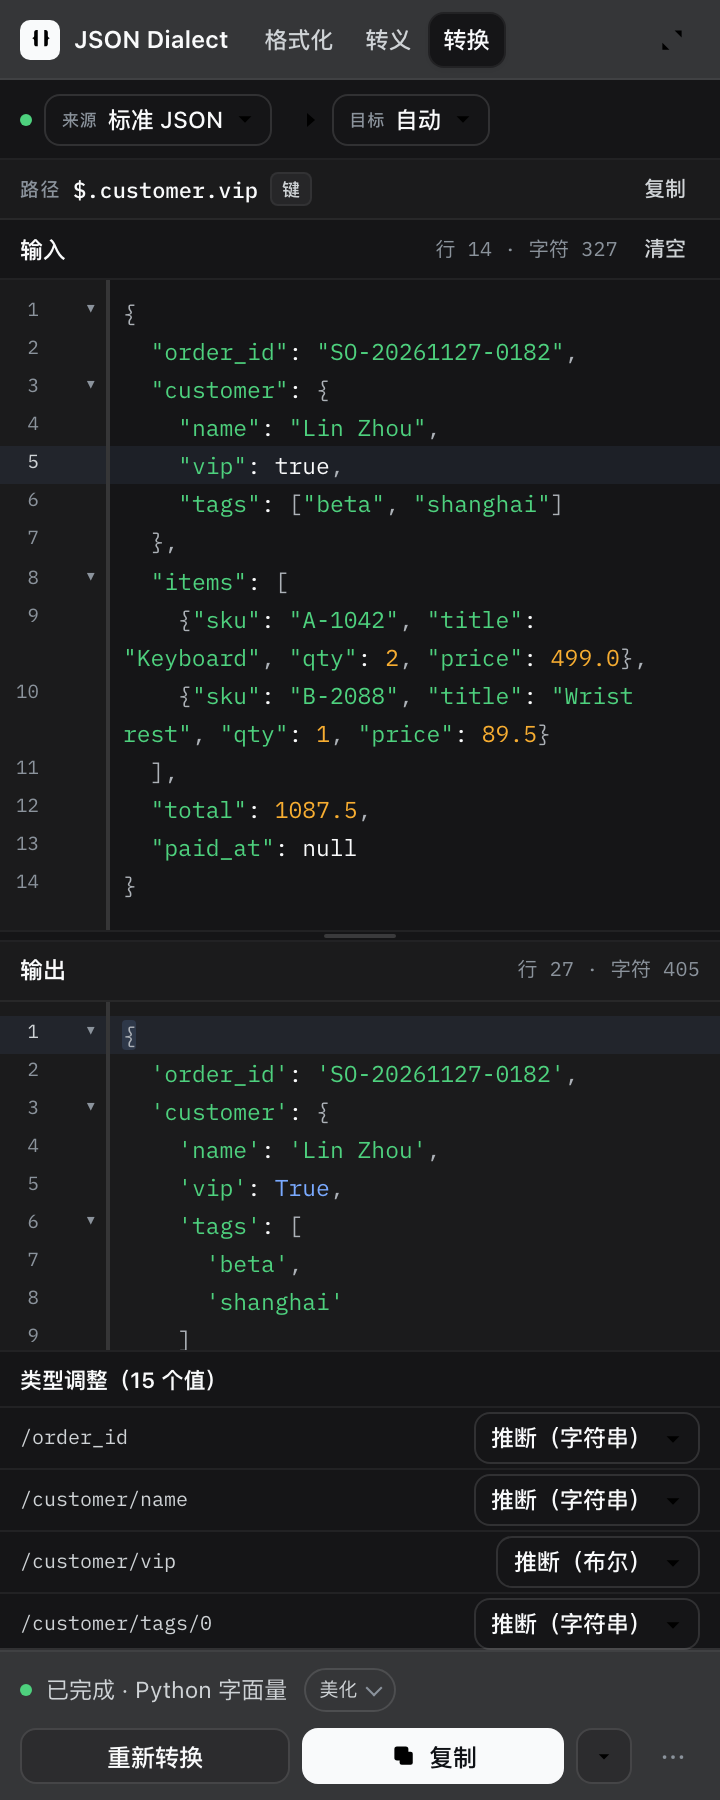 JSON Dialect 格式化 转义 转换
来源 标准 JSON 目标 自动
路径 $.customer.vip 键 复制
输入 行 14 · 字符 327 清空
1 {
2 "order_id": "SO-20261127-0182",
3 "customer": {
4 "name": "Lin Zhou",
5 "vip": true,
6 "tags": ["beta", "shanghai"]
7 },
8 "items": [
9 {"sku": "A-1042", "title":
"Keyboard", "qty": 2, "price": 499.0},
10 {"sku": "B-2088", "title": "Wrist
rest", "qty": 1, "price": 89.5}
11 ],
12 "total": 1087.5,
13 "paid_at": null
14 }
输出 行 27 · 字符 405
1 {
2 'order_id': 'SO-20261127-0182',
3 'customer': {
4 'name': 'Lin Zhou',
5 'vip': True,
6 'tags': [
7 'beta',
8 'shanghai'
9 ]
类型调整（15 个值）
/order_id 推断（字符串）
/customer/name 推断（字符串）
/customer/vip 推断（布尔）
/customer/tags/0 推断（字符串）
已完成 · Python 字面量 美化
重新转换 复制 ···